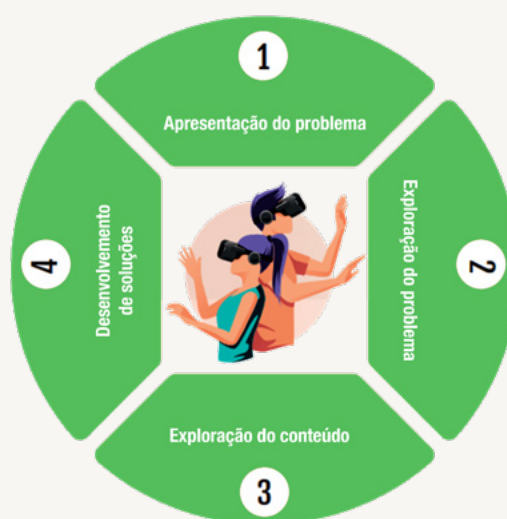 1
Apresentação do problema
2
Exploração do problema
3
Exploração do conteúdo
4
Desenvolvimento
de soluções